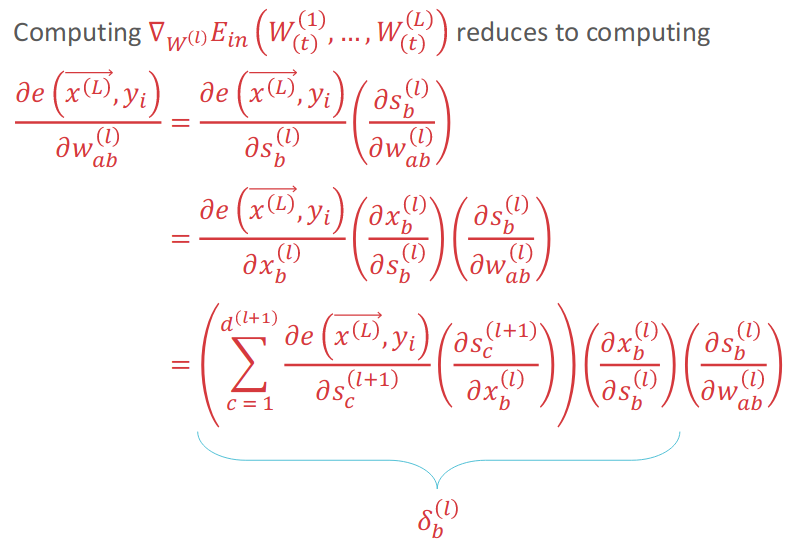 Computing $\nabla_{W^{(l)}} E_{in} \left( W_{(t)}^{(1)}, \ldots, W_{(t)}^{(L)} \right)$ reduces to computing
$\frac{\partial e \left( \overrightarrow{x^{(L)}}, y_i \right)}{\partial w_{ab}^{(l)}} = \frac{\partial e \left( \overrightarrow{x^{(L)}}, y_i \right)}{\partial s_b^{(l)}} \left( \frac{\partial s_b^{(l)}}{\partial w_{ab}^{(l)}} \right)$
$= \frac{\partial e \left( \overrightarrow{x^{(L)}}, y_i \right)}{\partial x_b^{(l)}} \left( \frac{\partial x_b^{(l)}}{\partial s_b^{(l)}} \right) \left( \frac{\partial s_b^{(l)}}{\partial w_{ab}^{(l)}} \right)$
$= \left( \sum_{c=1}^{d^{(l+1)}} \frac{\partial e \left( \overrightarrow{x^{(L)}}, y_i \right)}{\partial s_c^{(l+1)}} \left( \frac{\partial s_c^{(l+1)}}{\partial x_b^{(l)}} \right) \right) \left( \frac{\partial x_b^{(l)}}{\partial s_b^{(l)}} \right) \left( \frac{\partial s_b^{(l)}}{\partial w_{ab}^{(l)}} \right)$
$\delta_b^{(l)}$